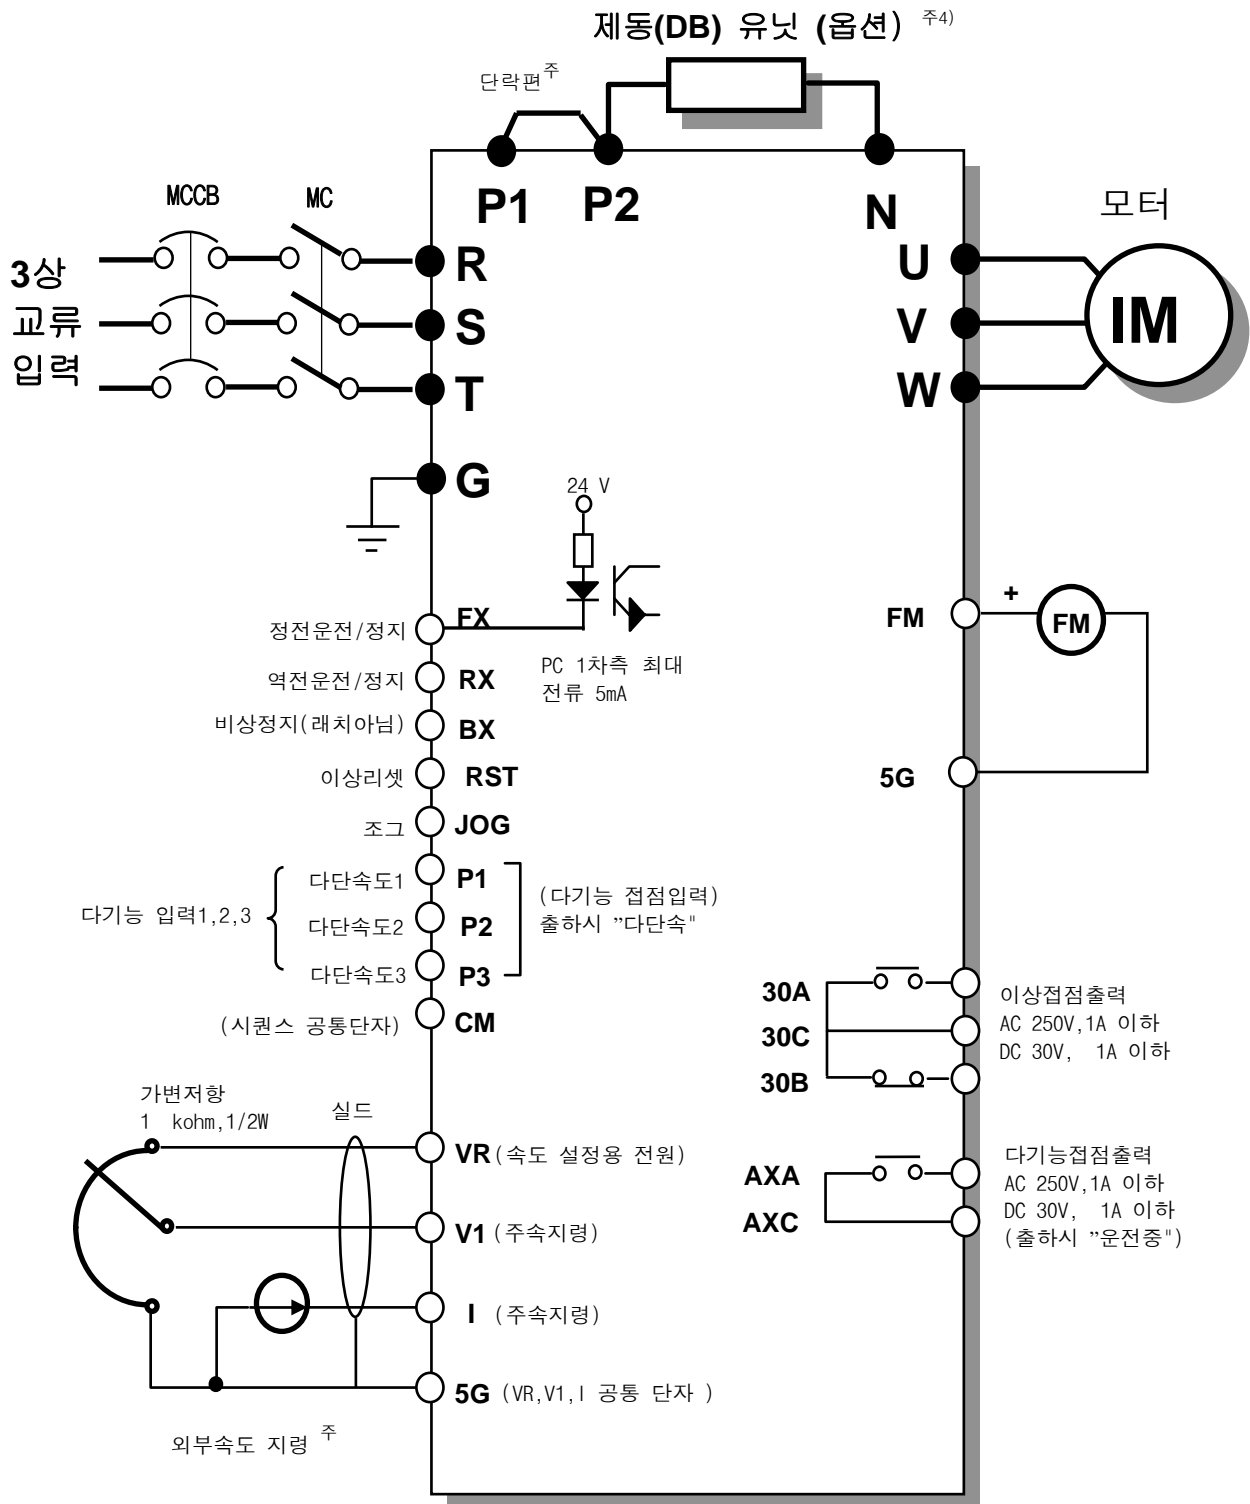 제동(DB) 유닛 (옵션) 주4)
단락편 주
P1
P2
N
MCCB
MC
모터
3상
교류
입력
R
S
T
G
U
V
W
IM
24 V
정전운전/정지
FX
PC 1차측 최대
전류 5mA
역전운전/정지
RX
비상정지(래치아님)
BX
이상리셋
RST
조그
JOG
다기능 입력1,2,3
다단속도1
P1
다단속도2
P2
다단속도3
P3
(다기능 접점입력)
출하시 ”다단속"
(시퀀스 공통단자)
CM
FM
+
FM
5G
30A
30C
30B
이상접점출력
AC 250V,1A 이하
DC 30V, 1A 이하
AXA
AXC
다기능접점출력
AC 250V,1A 이하
DC 30V, 1A 이하
(출하시 ”운전중")
가변저항
1 kohm,1/2W
실드
VR (속도 설정용 전원)
V1 (주속지령)
I (주속지령)
5G (VR,V1,I 공통 단자 )
외부속도 지령 주